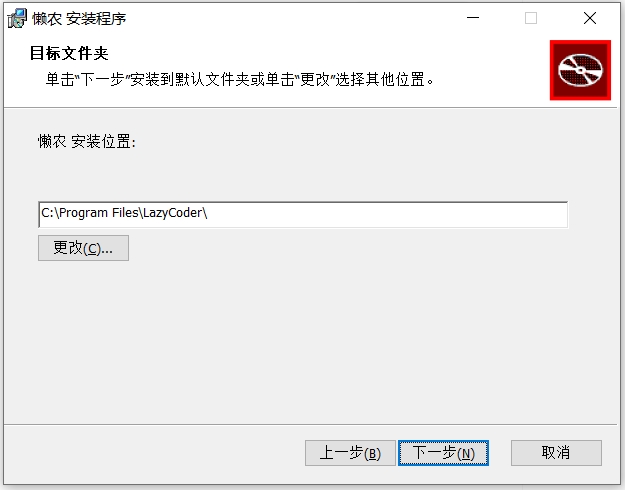 懒农 安装程序
目标文件夹
单击“下一步”安装到默认文件夹或单击“更改”选择其他位置。
懒农 安装位置:
C:\Program Files\LazyCoder\
更改(C)...
上一步(B) 下一步(N) 取消